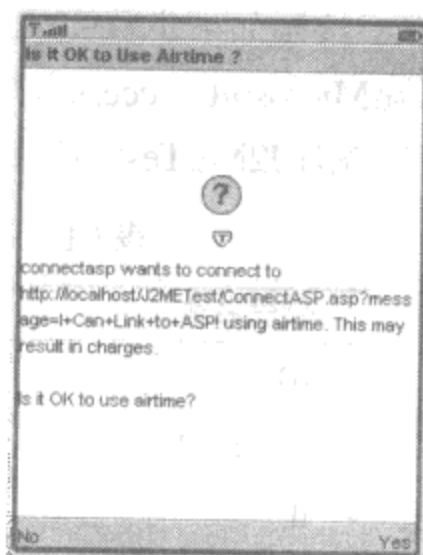 Is It OK to Use Airtime ?
?
connectasp wants to connect to
http://localhost/J2METest/ConnectASP.asp?mess
age=I+Can+Link+to+ASP! using airtime. This may
result in charges.
Is it OK to use airtime?
No
Yes